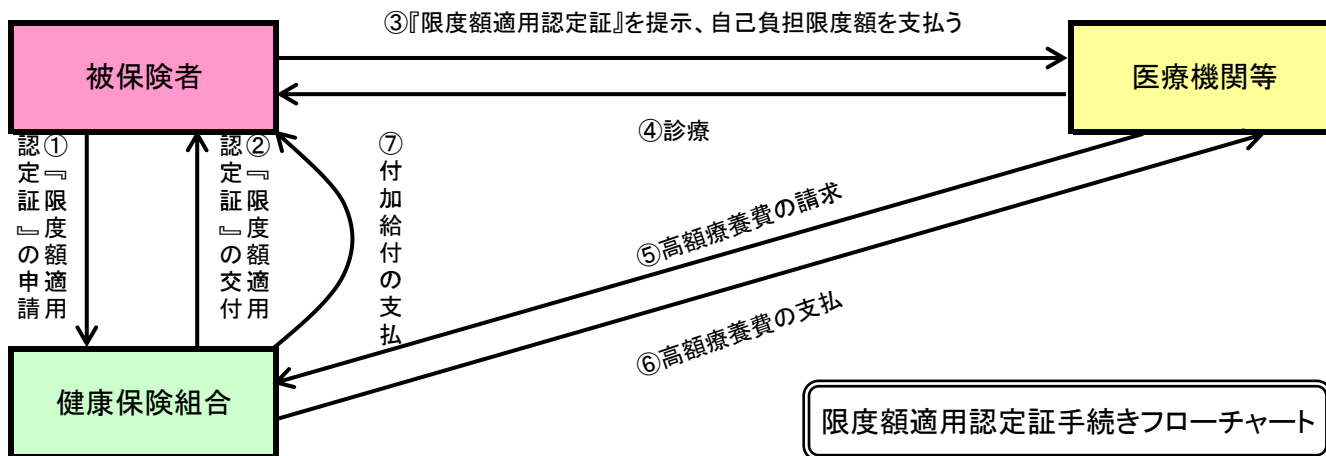 ③『限度額適用認定証』を提示、自己負担限度額を支払う
被保険者
医療機関等
④診療
①『限度額適用
認定証』の申請
②『限度額適用
認定証』の交付
⑦付加給付の支払
⑤高額療養費の請求
⑥高額療養費の支払
健康保険組合
限度額適用認定証手続きフローチャート